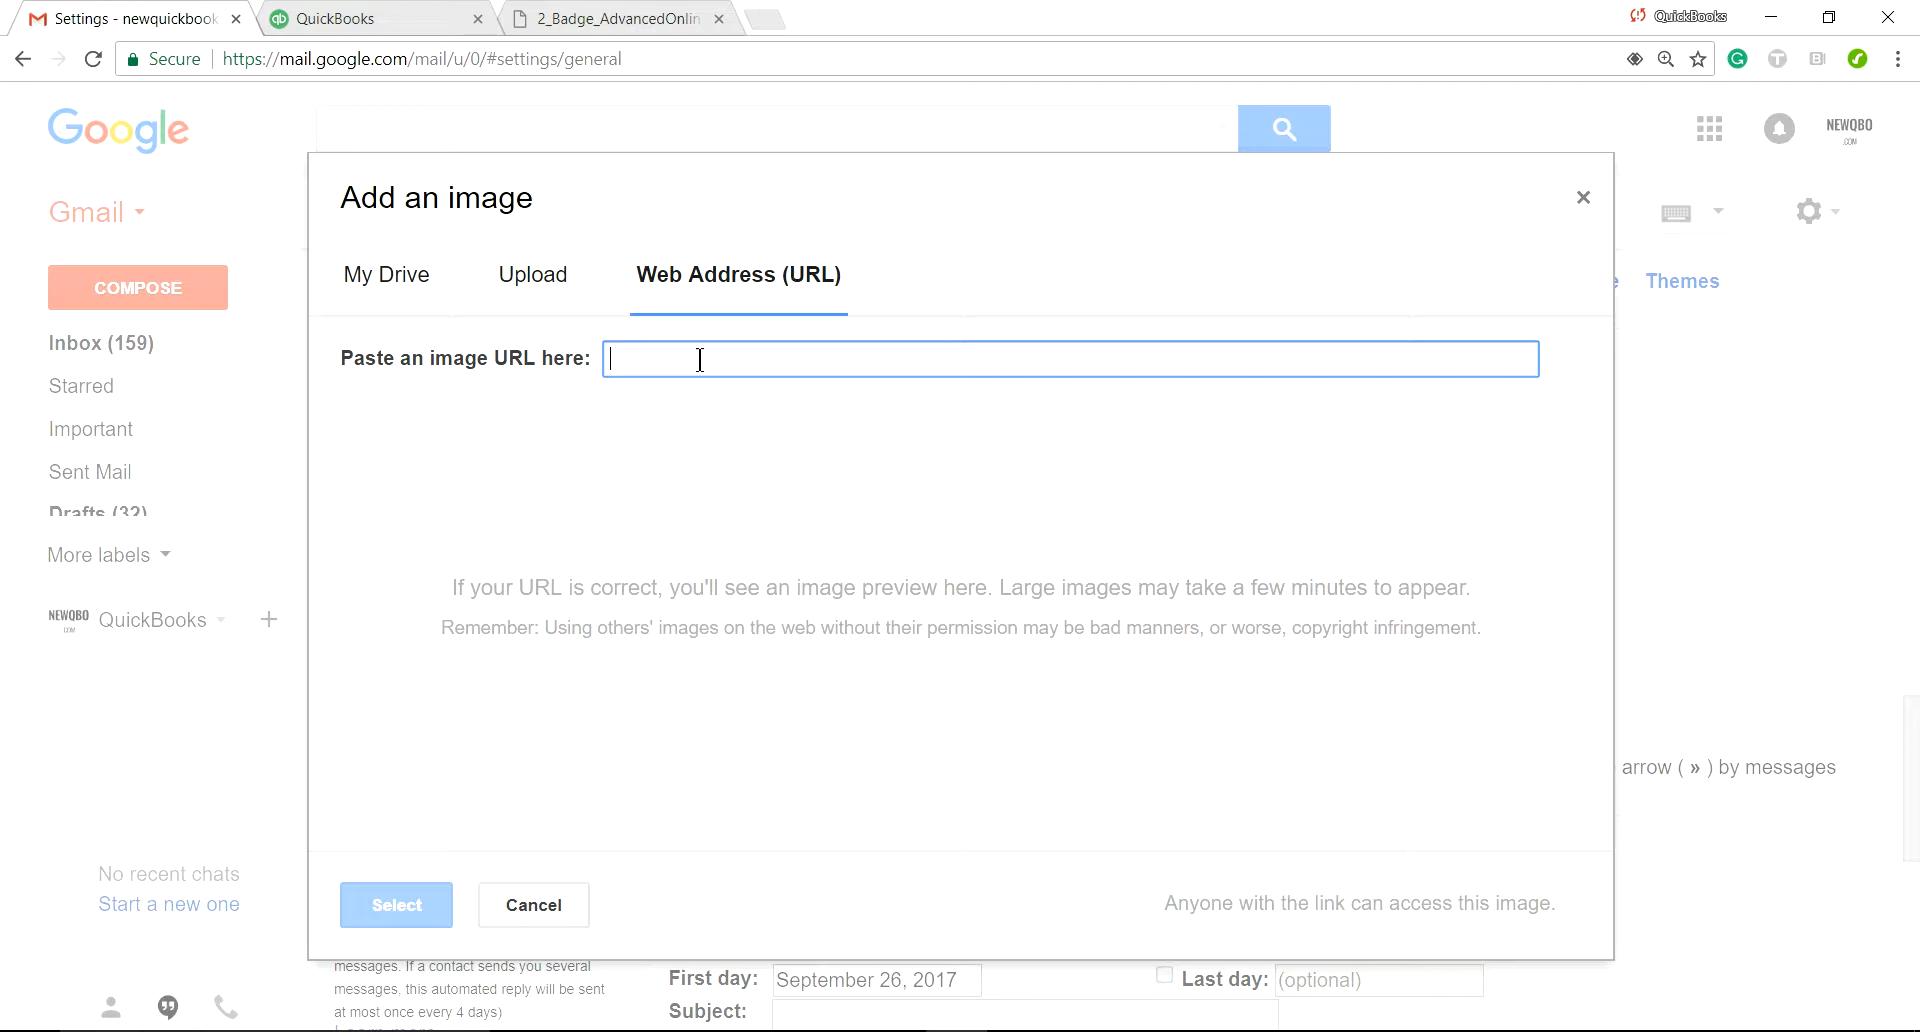 Settings - newquickbook
QuickBooks
2_Badge_AdvancedOnlin
QuickBooks
Secure
https://mail.google.com/mail/u/0/#settings/general
Google
NEWQBO
.COM
Gmail
Add an image
My Drive
Upload
Web Address (URL)
Themes
COMPOSE
Inbox (159)
Starred
Important
Sent Mail
Drafts (32)
More labels
Paste an image URL here:
If your URL is correct, you'll see an image preview here. Large images may take a few minutes to appear.
Remember: Using others' images on the web without their permission may be bad manners, or worse, copyright infringement.
NEWQBO
.COM
QuickBooks
arrow ( » ) by messages
No recent chats
Start a new one
Select
Cancel
Anyone with the link can access this image.
messages. If a contact sends you several
messages, this automated reply will be sent
at most once every 4 days)
First day:
September 26, 2017
Last day:
(optional)
Subject: